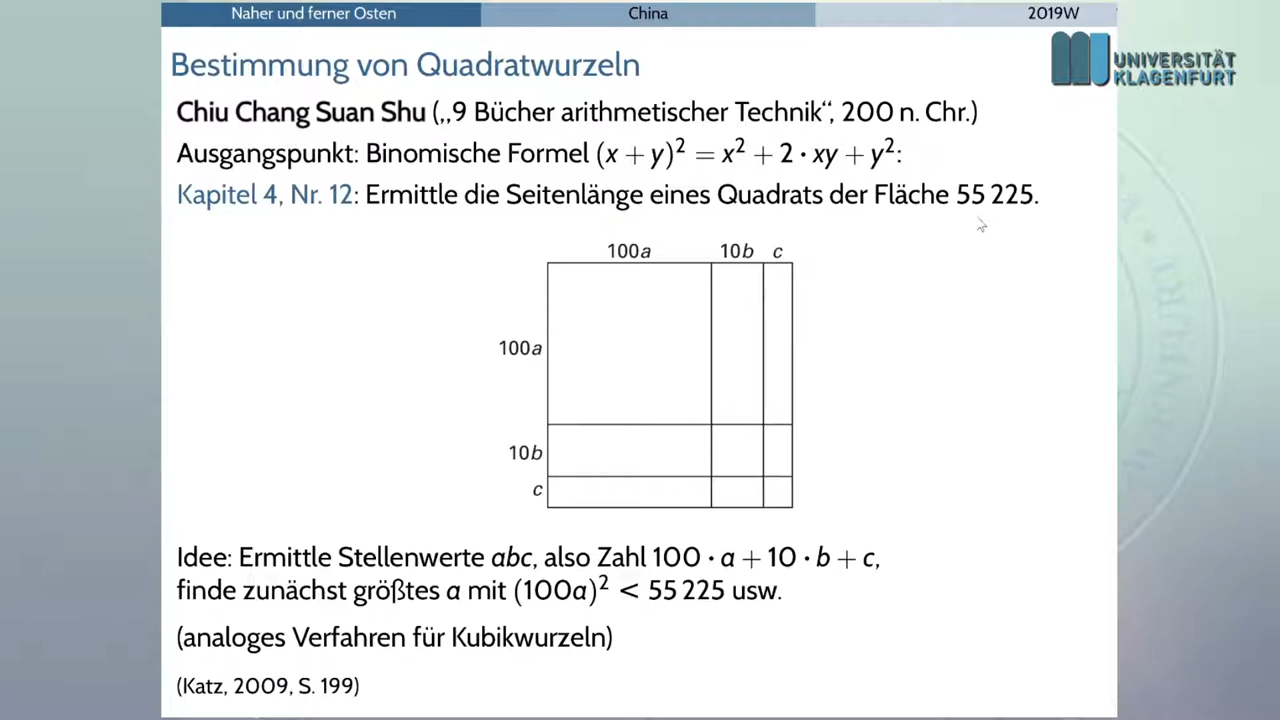 Naher und ferner Osten China 2019W
UNIVERSITÄT
KLAGENFURT
Bestimmung von Quadratwurzeln
Chiu Chang Suan Shu („9 Bücher arithmetischer Technik“, 200 n. Chr.)
Ausgangspunkt: Binomische Formel (x + y)² = x² + 2 · xy + y²:
Kapitel 4, Nr. 12: Ermittle die Seitenlänge eines Quadrats der Fläche 55 225.
100a 10b c
100a
10b
c
Idee: Ermittle Stellenwerte abc, also Zahl 100 · a + 10 · b + c,
finde zunächst größtes a mit (100a)² < 55 225 usw.
(analoges Verfahren für Kubikwurzeln)
(Katz, 2009, S. 199)